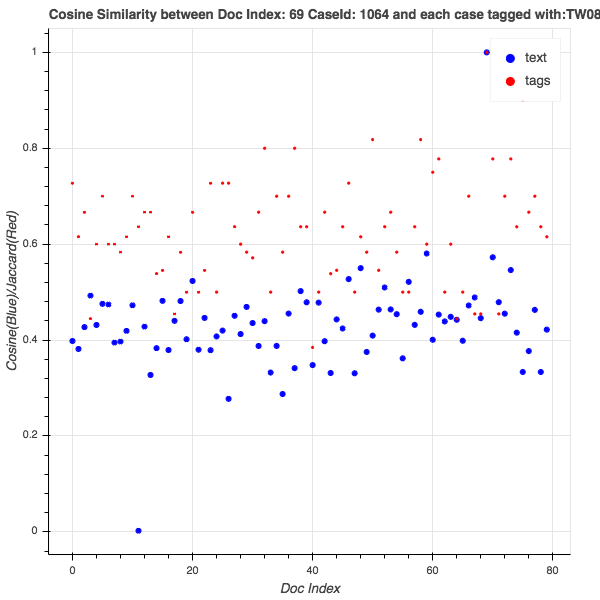 Cosine Similarity between Doc Index: 69 CaseId: 1064 and each case tagged with:TW08
text
tags
1
0.8
0.6
0.4
0.2
0
Cosine(Blue)/Jaccard(Red)
0 20 40 60 80
Doc Index